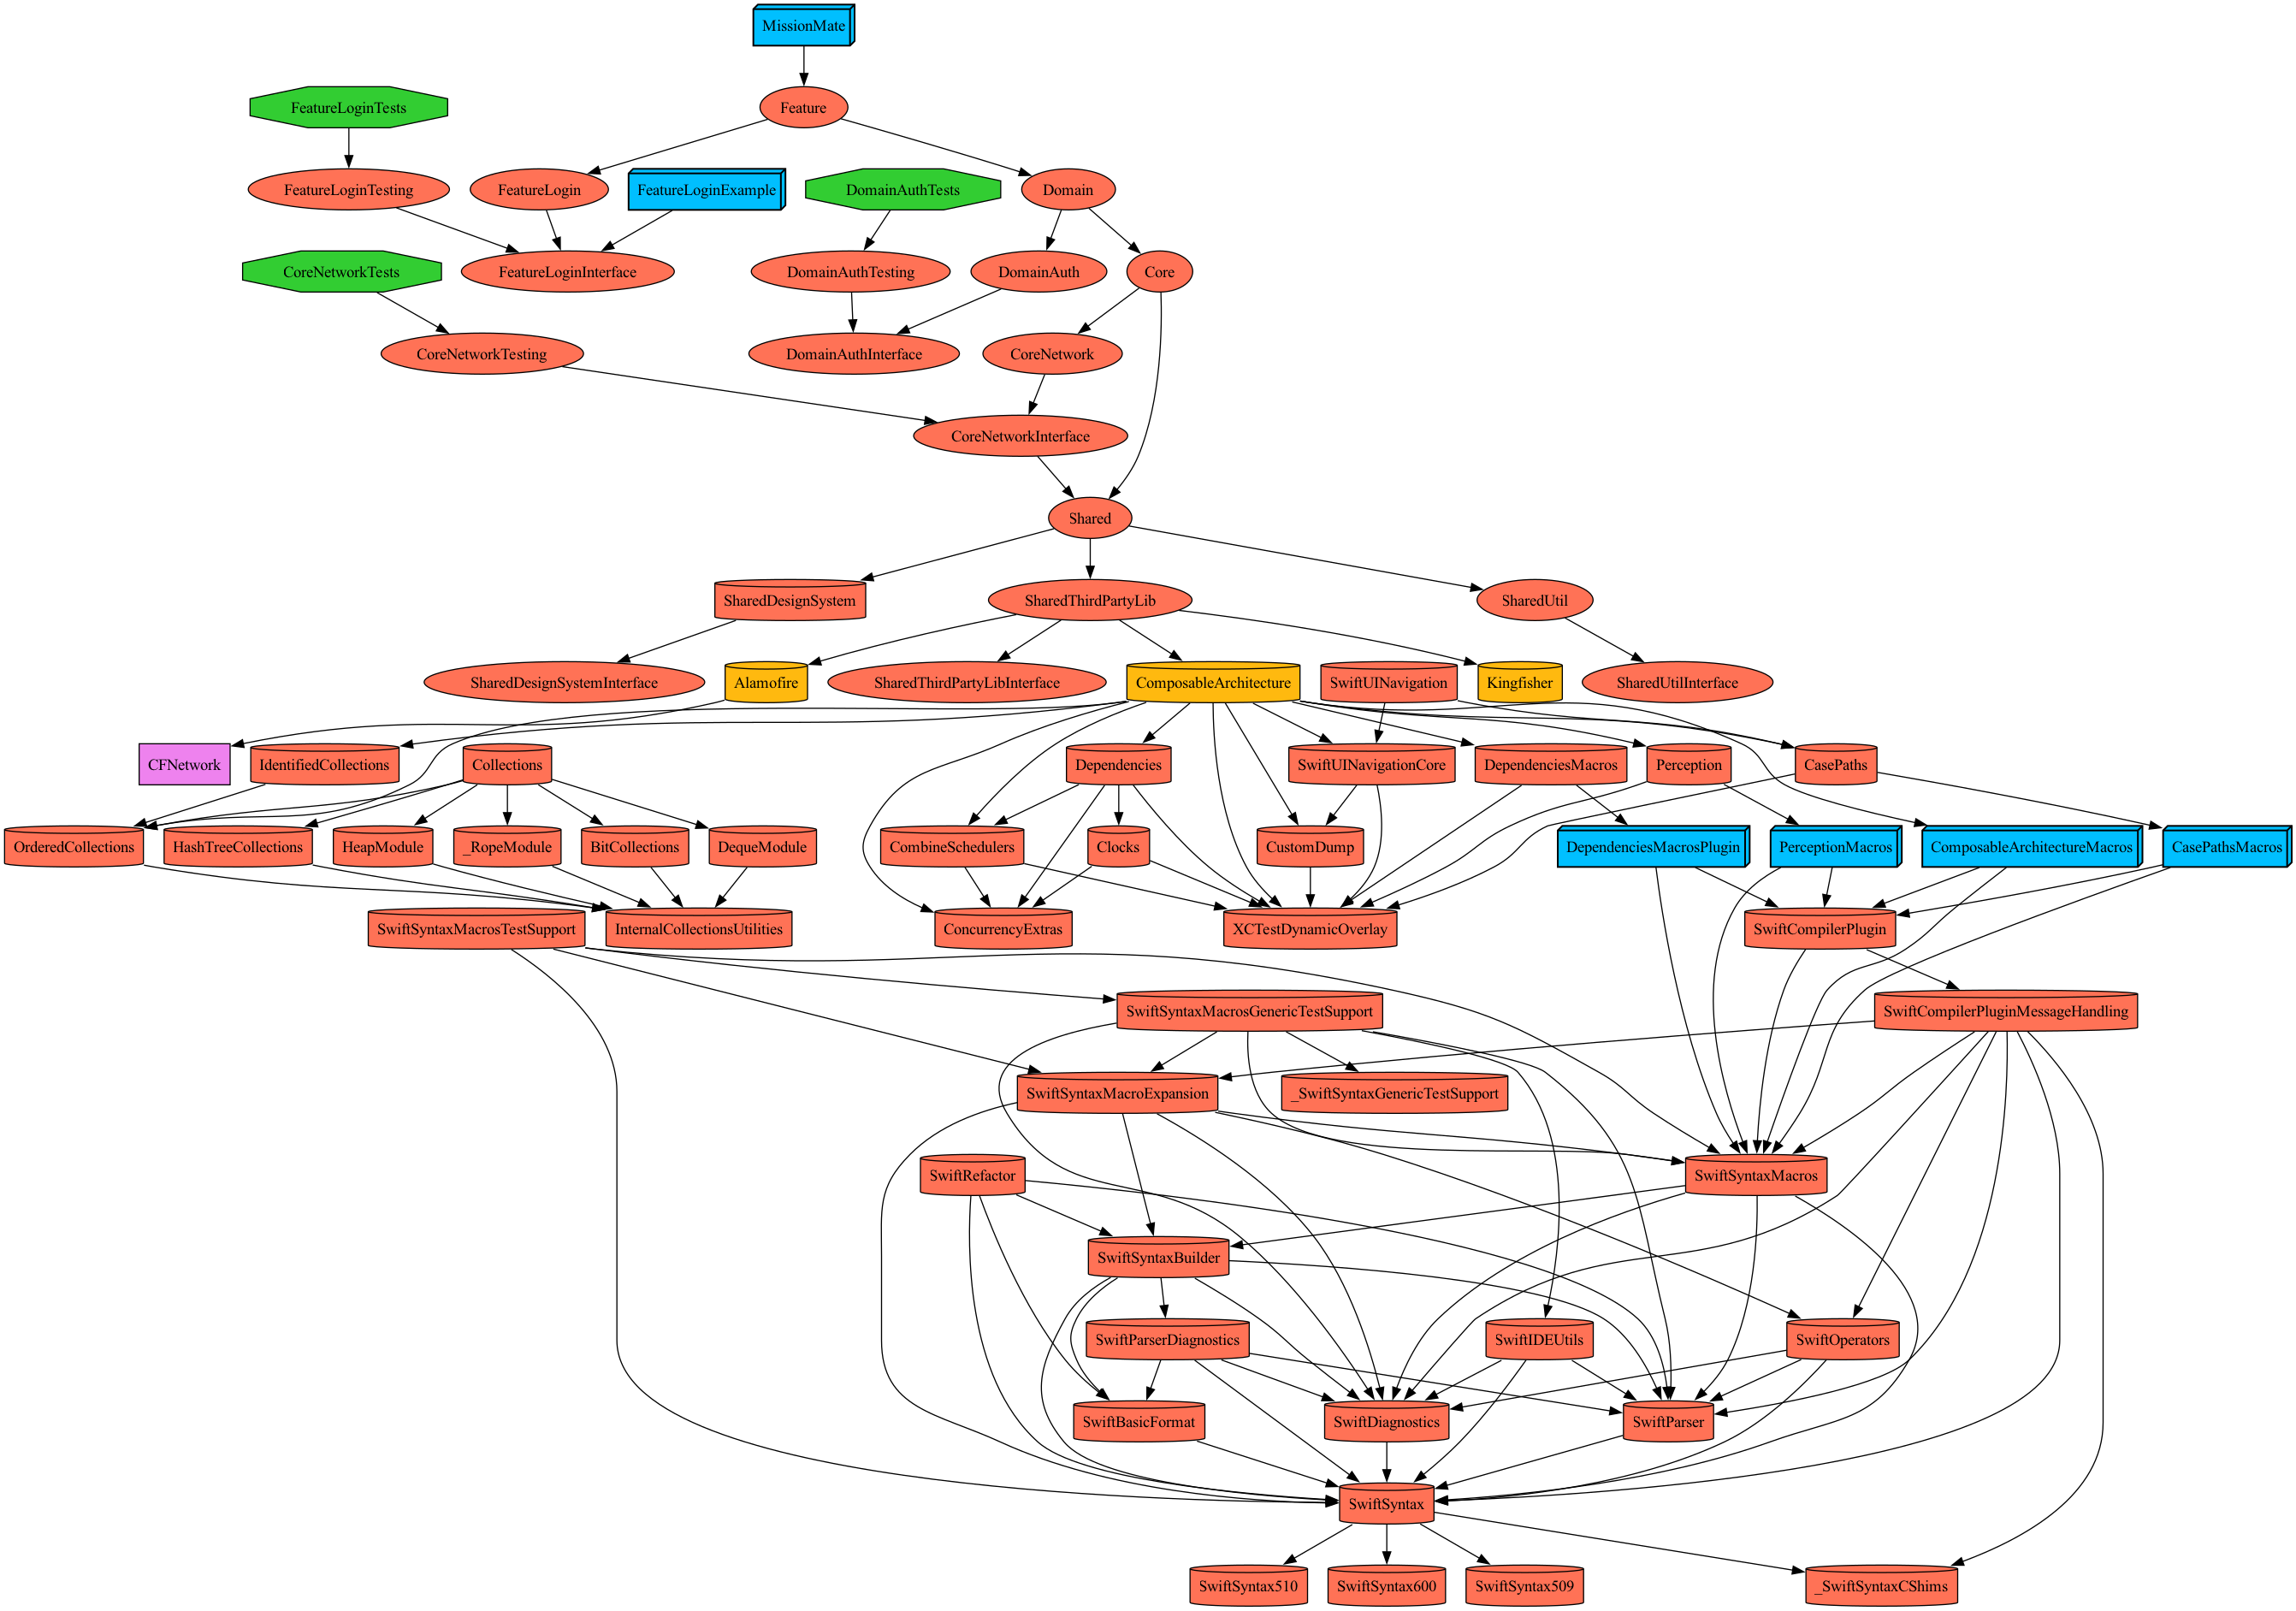 MissionMate
Feature
FeatureLoginTests
FeatureLoginTesting
FeatureLogin
FeatureLoginExample
DomainAuthTests
Domain
CoreNetworkTests
FeatureLoginInterface
DomainAuthTesting
DomainAuth
Core
CoreNetworkTesting
DomainAuthInterface
CoreNetwork
CoreNetworkInterface
Shared
SharedDesignSystem
SharedThirdPartyLib
SharedUtil
SharedDesignSystemInterface
Alamofire
SharedThirdPartyLibInterface
ComposableArchitecture
SwiftUINavigation
Kingfisher
SharedUtilInterface
CFNetwork
IdentifiedCollections
Collections
Dependencies
SwiftUINavigationCore
DependenciesMacros
Perception
CasePaths
OrderedCollections
HashTreeCollections
HeapModule
_RopeModule
BitCollections
DequeModule
CombineSchedulers
Clocks
CustomDump
DependenciesMacrosPlugin
PerceptionMacros
ComposableArchitectureMacros
CasePathsMacros
SwiftSyntaxMacrosTestSupport
InternalCollectionsUtilities
ConcurrencyExtras
XCTestDynamicOverlay
SwiftCompilerPlugin
SwiftSyntaxMacrosGenericTestSupport
SwiftCompilerPluginMessageHandling
SwiftSyntaxMacroExpansion
_SwiftSyntaxGenericTestSupport
SwiftRefactor
SwiftSyntaxMacros
SwiftSyntaxBuilder
SwiftParserDiagnostics
SwiftIDEUtils
SwiftOperators
SwiftBasicFormat
SwiftDiagnostics
SwiftParser
SwiftSyntax
SwiftSyntax510
SwiftSyntax600
SwiftSyntax509
_SwiftSyntaxCShims